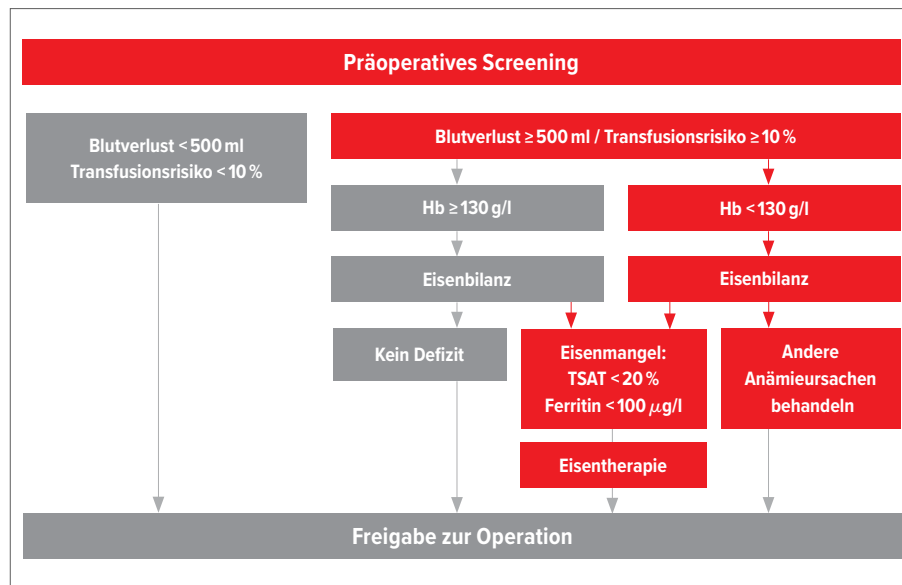 Präoperatives Screening
Blutverlust < 500 ml
Transfusionsrisiko < 10 %
Blutverlust ≥ 500 ml / Transfusionsrisiko ≥ 10 %
Hb ≥ 130 g/l
Hb < 130 g/l
Eisenbilanz
Eisenbilanz
Kein Defizit
Eisenmangel:
TSAT < 20 %
Ferritin < 100 μg/l
Andere
Anämieursachen
behandeln
Eisentherapie
Freigabe zur Operation